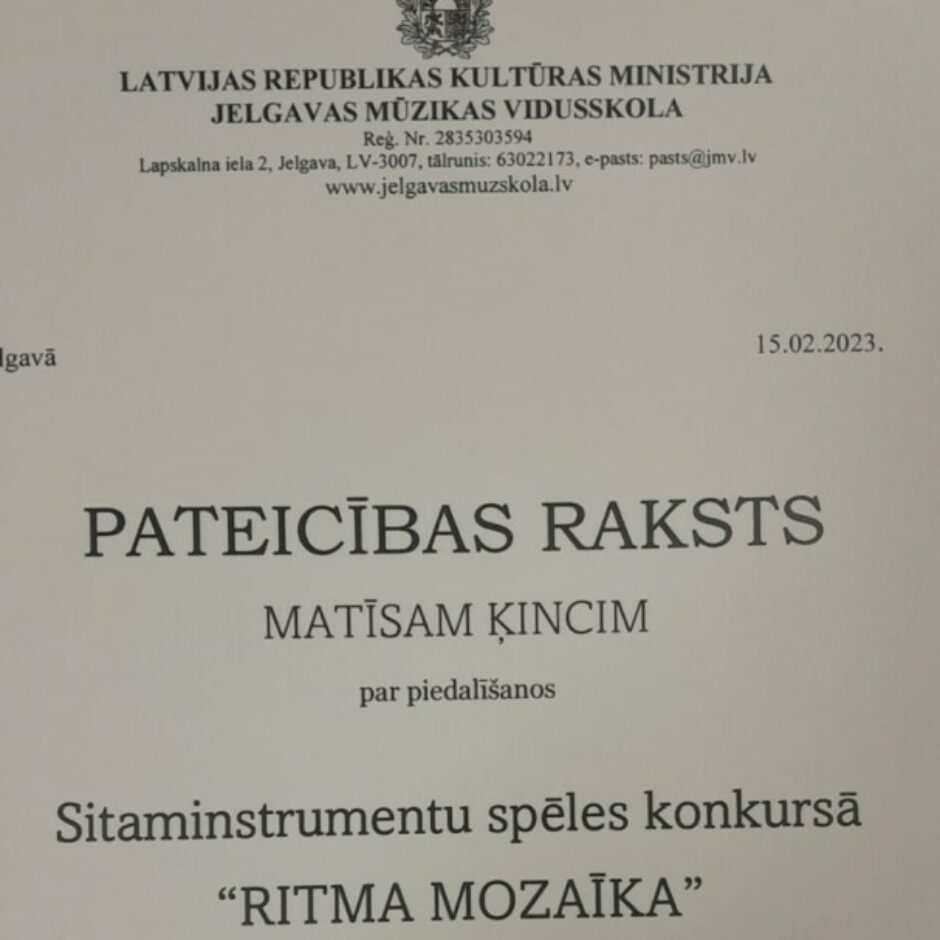 LATVIJAS REPUBLIKAS KULTŪRAS MINISTRIJA
JELGAVAS MŪZIKAS VIDUSSKOLA
Reģ. Nr. 2835303594
Lapskalna iela 2, Jelgava, LV-3007, tālrunis: 63022173, e-pasts: pasts@jmv.lv
www.jelgavasmuzskola.lv
lgavā 15.02.2023.
PATEICĪBAS RAKSTS
MATĪSAM ĶINCIM
par piedalīšanos
Sitaminstrumentu spēles konkursā
“RITMA MOZAĪKA”